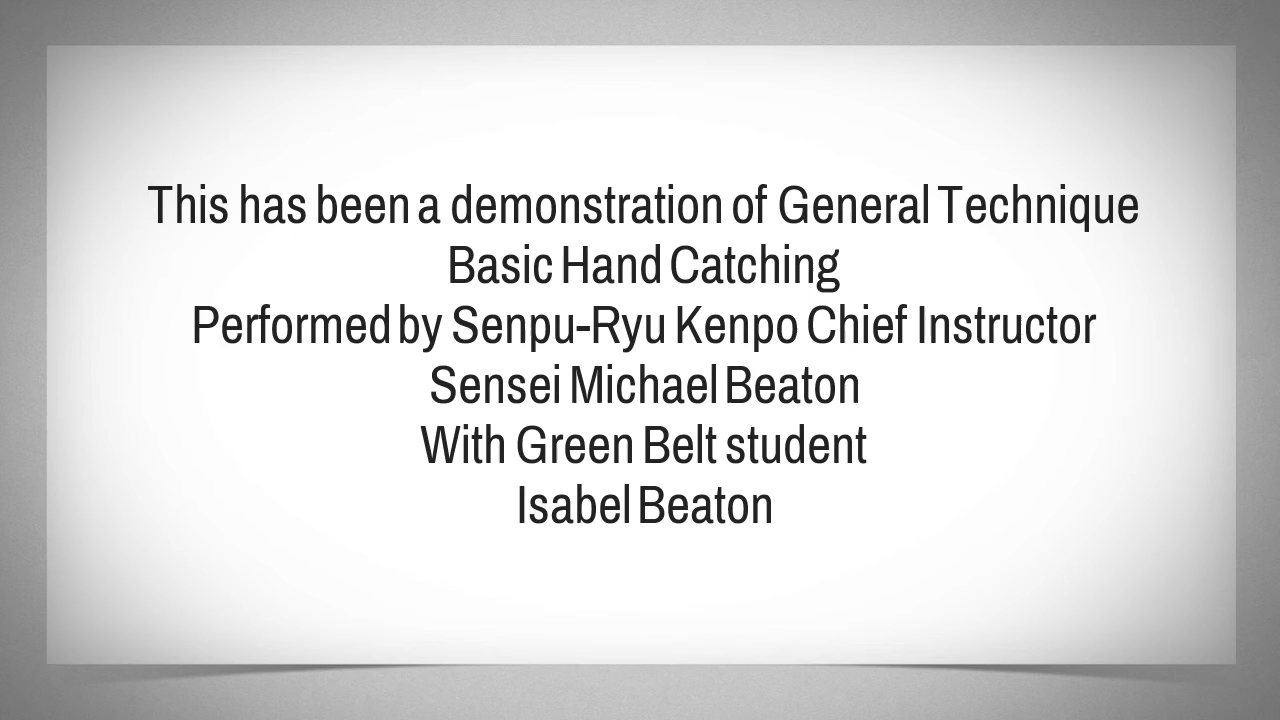 This has been a demonstration of General Technique
Basic Hand Catching
Performed by Senpu-Ryu Kenpo Chief Instructor
Sensei Michael Beaton
With Green Belt student
Isabel Beaton